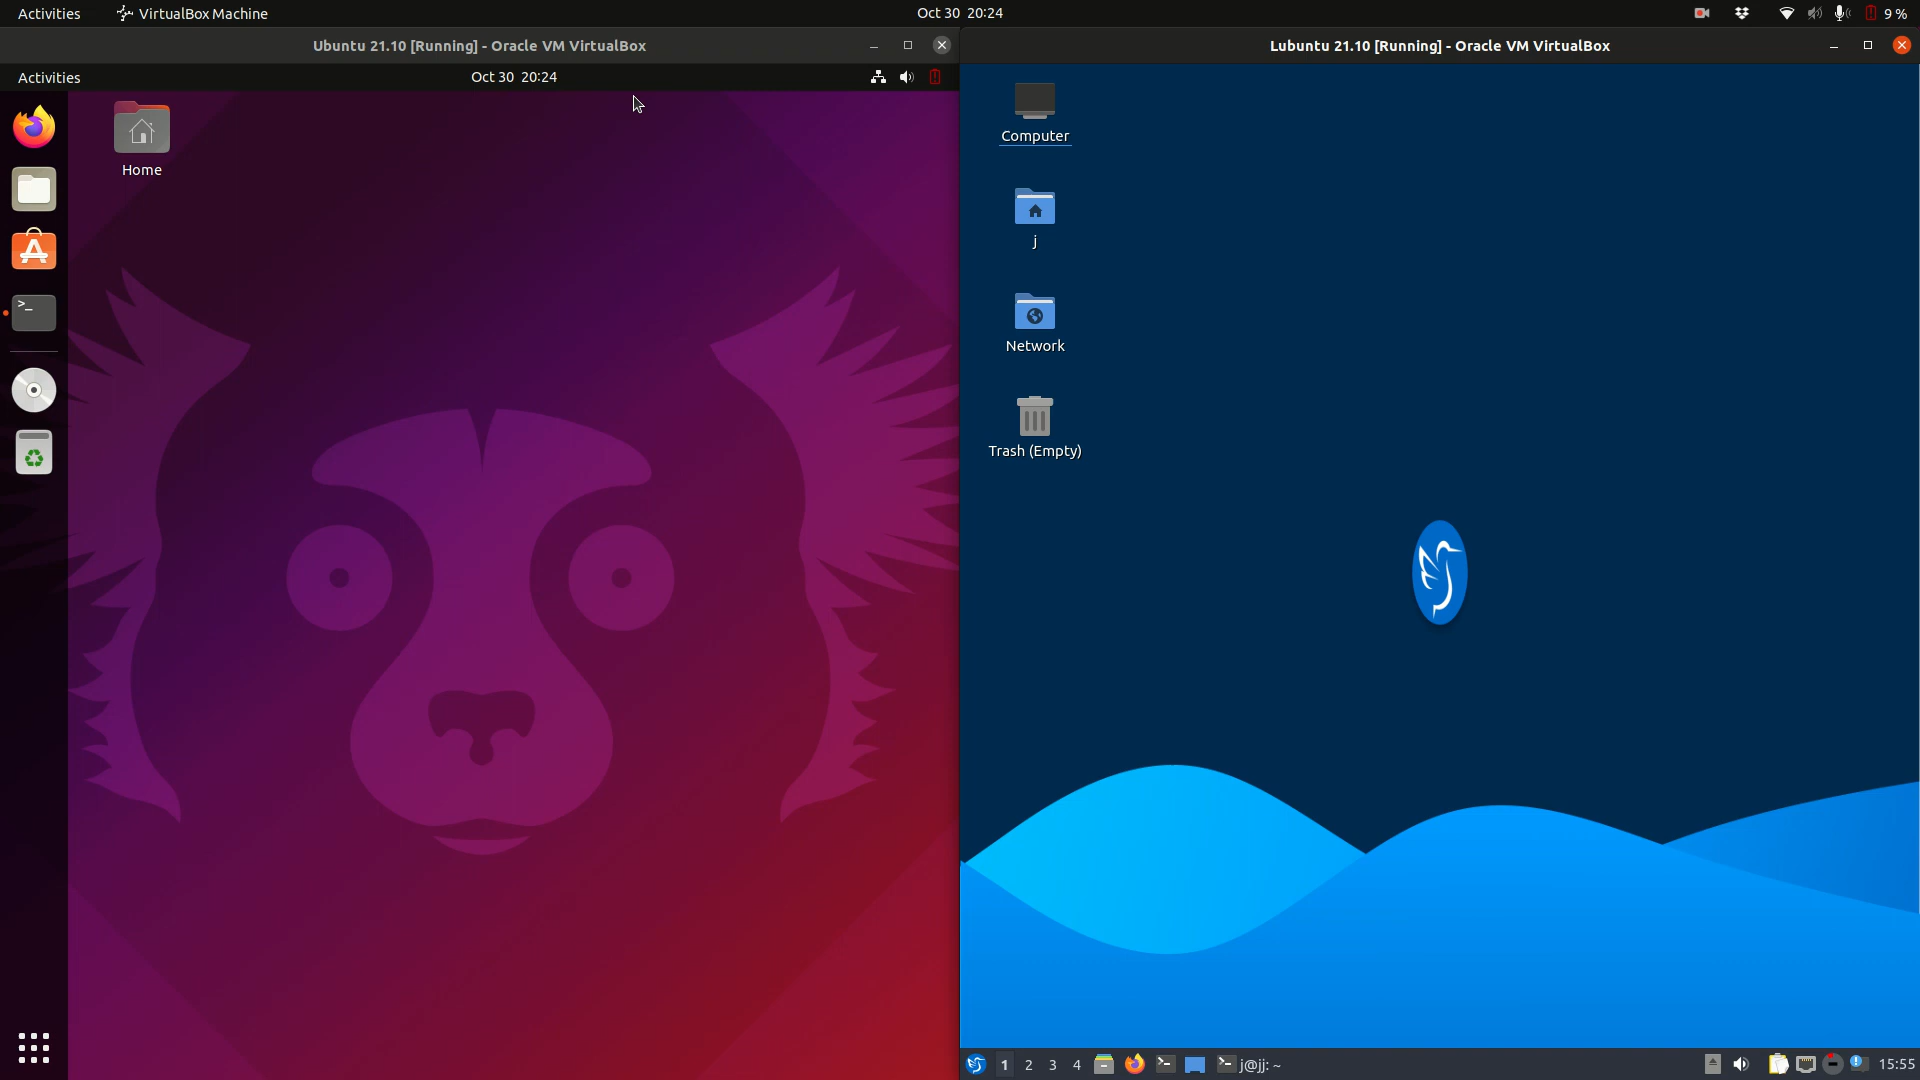 Activities VirtualBox Machine Oct 30 20:24 9 %
Ubuntu 21.10 [Running] - Oracle VM VirtualBox
Activities Oct 30 20:24
Home
>_
Lubuntu 21.10 [Running] - Oracle VM VirtualBox
Computer
j
Network
Trash (Empty)
1 2 3 4 j@jj: ~ 15:55